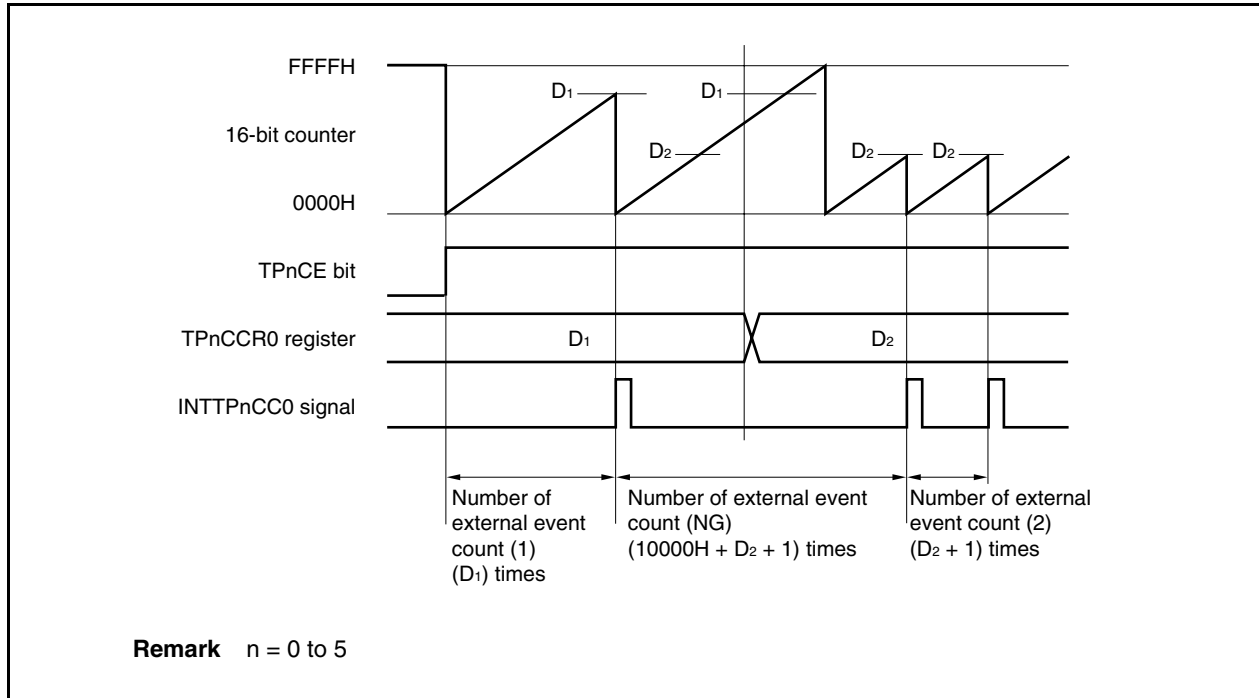 FFFFH
D1
D1
16-bit counter
D2
D2
D2
0000H
TPnCE bit
TPnCCR0 register
D1
D2
INTTPnCC0 signal
Number of
external event
count (1)
(D1) times
Number of external event
count (NG)
(10000H + D2 + 1) times
Number of external
event count (2)
(D2 + 1) times
Remark n = 0 to 5